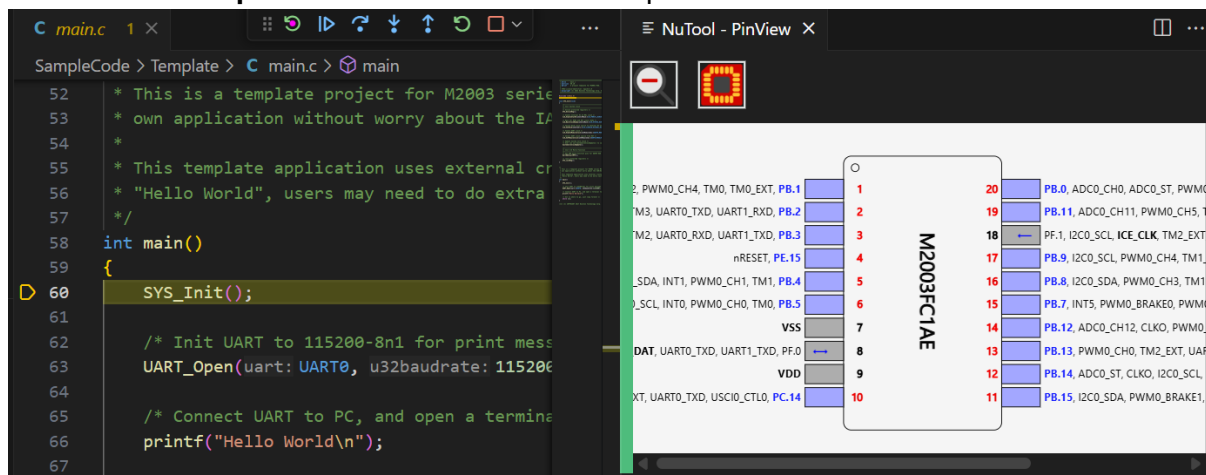 C main.c 1 ×
SampleCode > Template > C main.c > main
52 * This is a template project for M2003 serie
53 * own application without worry about the IA
54 *
55 * This template application uses external cr
56 * "Hello World", users may need to do extra
57 */
58 int main()
59 {
60 SYS_Init();
61
62 /* Init UART to 115200-8n1 for print mess
63 UART_Open(uart: UART0, u32baudrate: 115200
64
65 /* Connect UART to PC, and open a termina
66 printf("Hello World\n");
67
NuTool - PinView ×
2, PWM0_CH4, TM0, TM0_EXT, PB.1 1 20 PB.0, ADC0_CH0, ADC0_ST, PWM0
TM3, UART0_TXD, UART1_RXD, PB.2 2 19 PB.11, ADC0_CH11, PWM0_CH5, T
TM2, UART0_RXD, UART1_TXD, PB.3 3 18 PF.1, I2C0_SCL, ICE_CLK, TM2_EXT
nRESET, PE.15 4 17 PB.9, I2C0_SCL, PWM0_CH4, TM1_
_SDA, INT1, PWM0_CH1, TM1, PB.4 5 16 PB.8, I2C0_SDA, PWM0_CH3, TM1
)_SCL, INT0, PWM0_CH0, TM0, PB.5 6 15 PB.7, INT5, PWM0_BRAKE0, PWM0
VSS 7 14 PB.12, ADC0_CH12, CLKO, PWM0_
DAT, UART0_TXD, UART1_TXD, PF.0 8 13 PB.13, PWM0_CH0, TM2_EXT, UAR
VDD 9 12 PB.14, ADC0_ST, CLKO, I2C0_SCL,
XT, UART0_TXD, USCI0_CTL0, PC.14 10 11 PB.15, I2C0_SDA, PWM0_BRAKE1,
M2003FC1AE